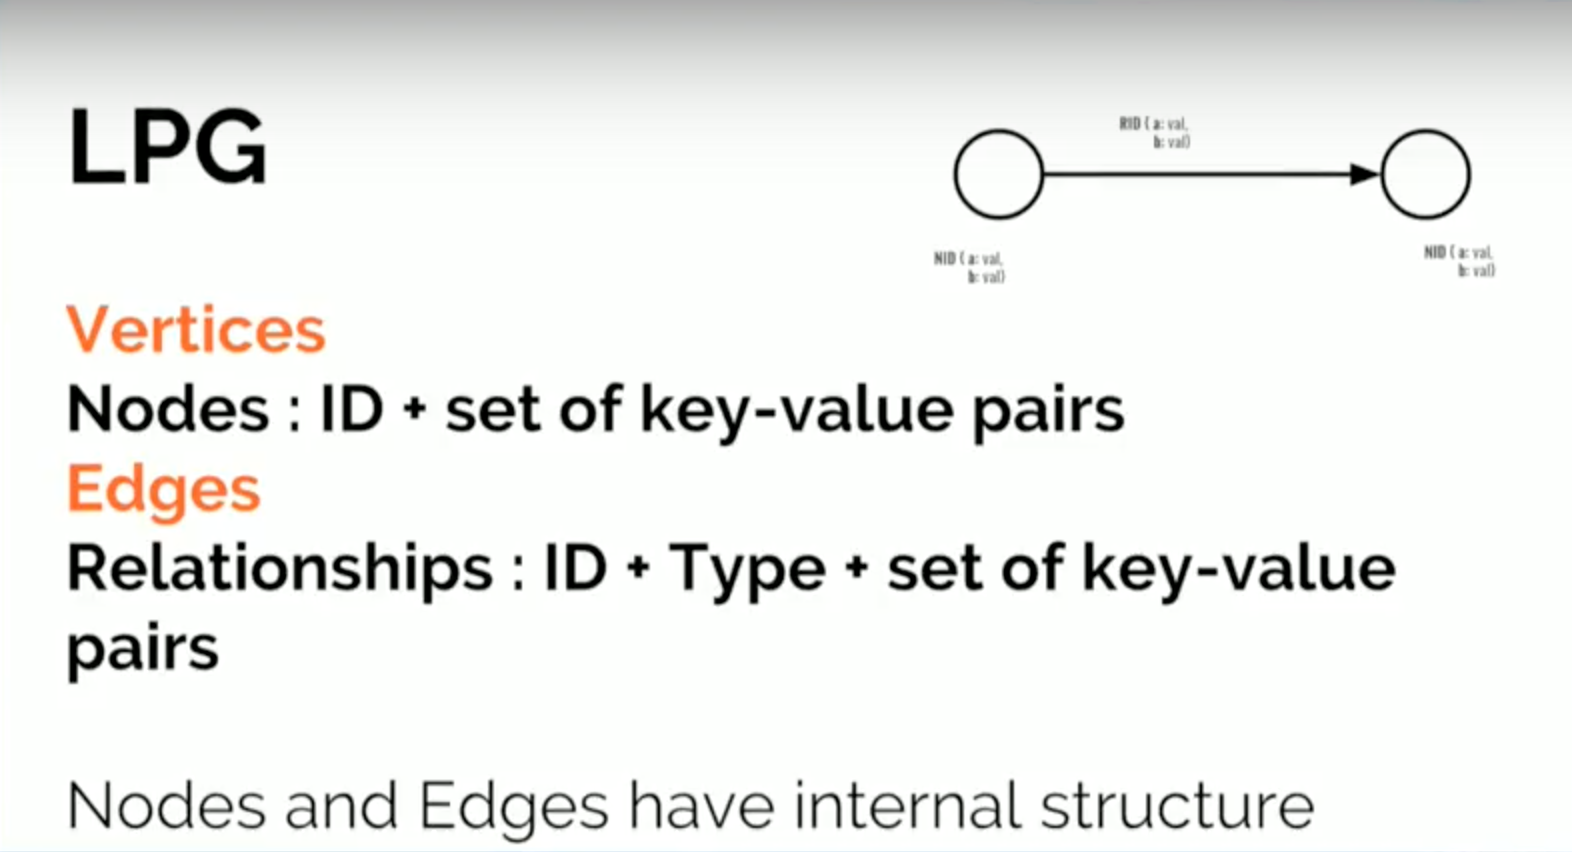 LPG
RID ( a: val,
b: val)
NID ( a: val,
b: val)
NID ( a: val,
b: val)
Vertices
Nodes : ID + set of key-value pairs
Edges
Relationships : ID + Type + set of key-value
pairs
Nodes and Edges have internal structure